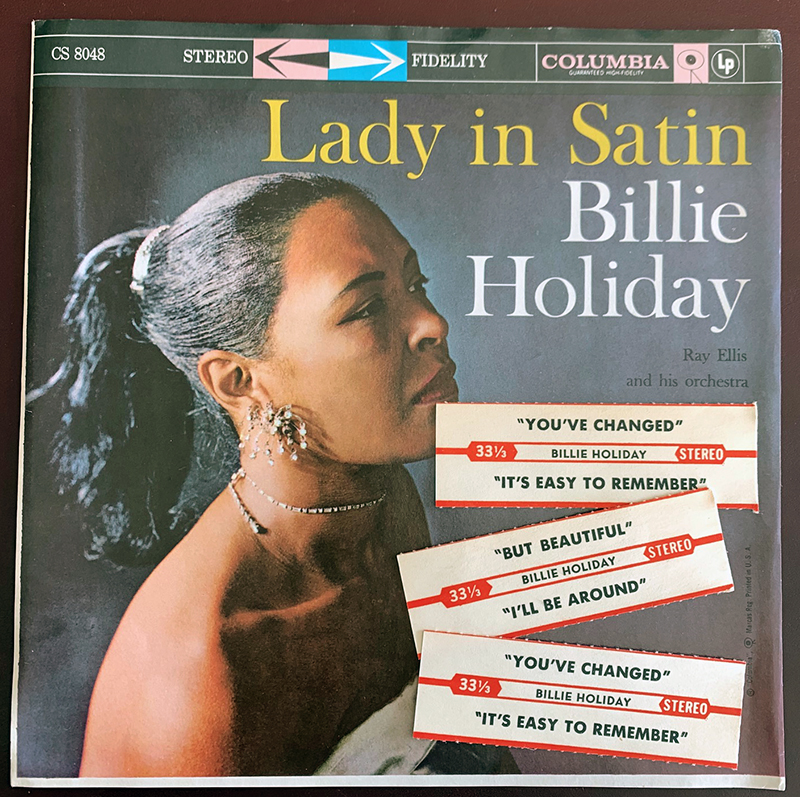 CS 8048 STEREO FIDELITY COLUMBIA Lp
GUARANTEED HIGH-FIDELITY
Lady in Satin
Billie
Holiday
Ray Ellis
and his orchestra
"YOU'VE CHANGED"
33⅓ BILLIE HOLIDAY STEREO
"IT'S EASY TO REMEMBER"
"BUT BEAUTIFUL"
33⅓ BILLIE HOLIDAY STEREO
"I'LL BE AROUND"
"YOU'VE CHANGED"
33⅓ BILLIE HOLIDAY STEREO
"IT'S EASY TO REMEMBER"
Marcas Reg. Printed in U. S. A.